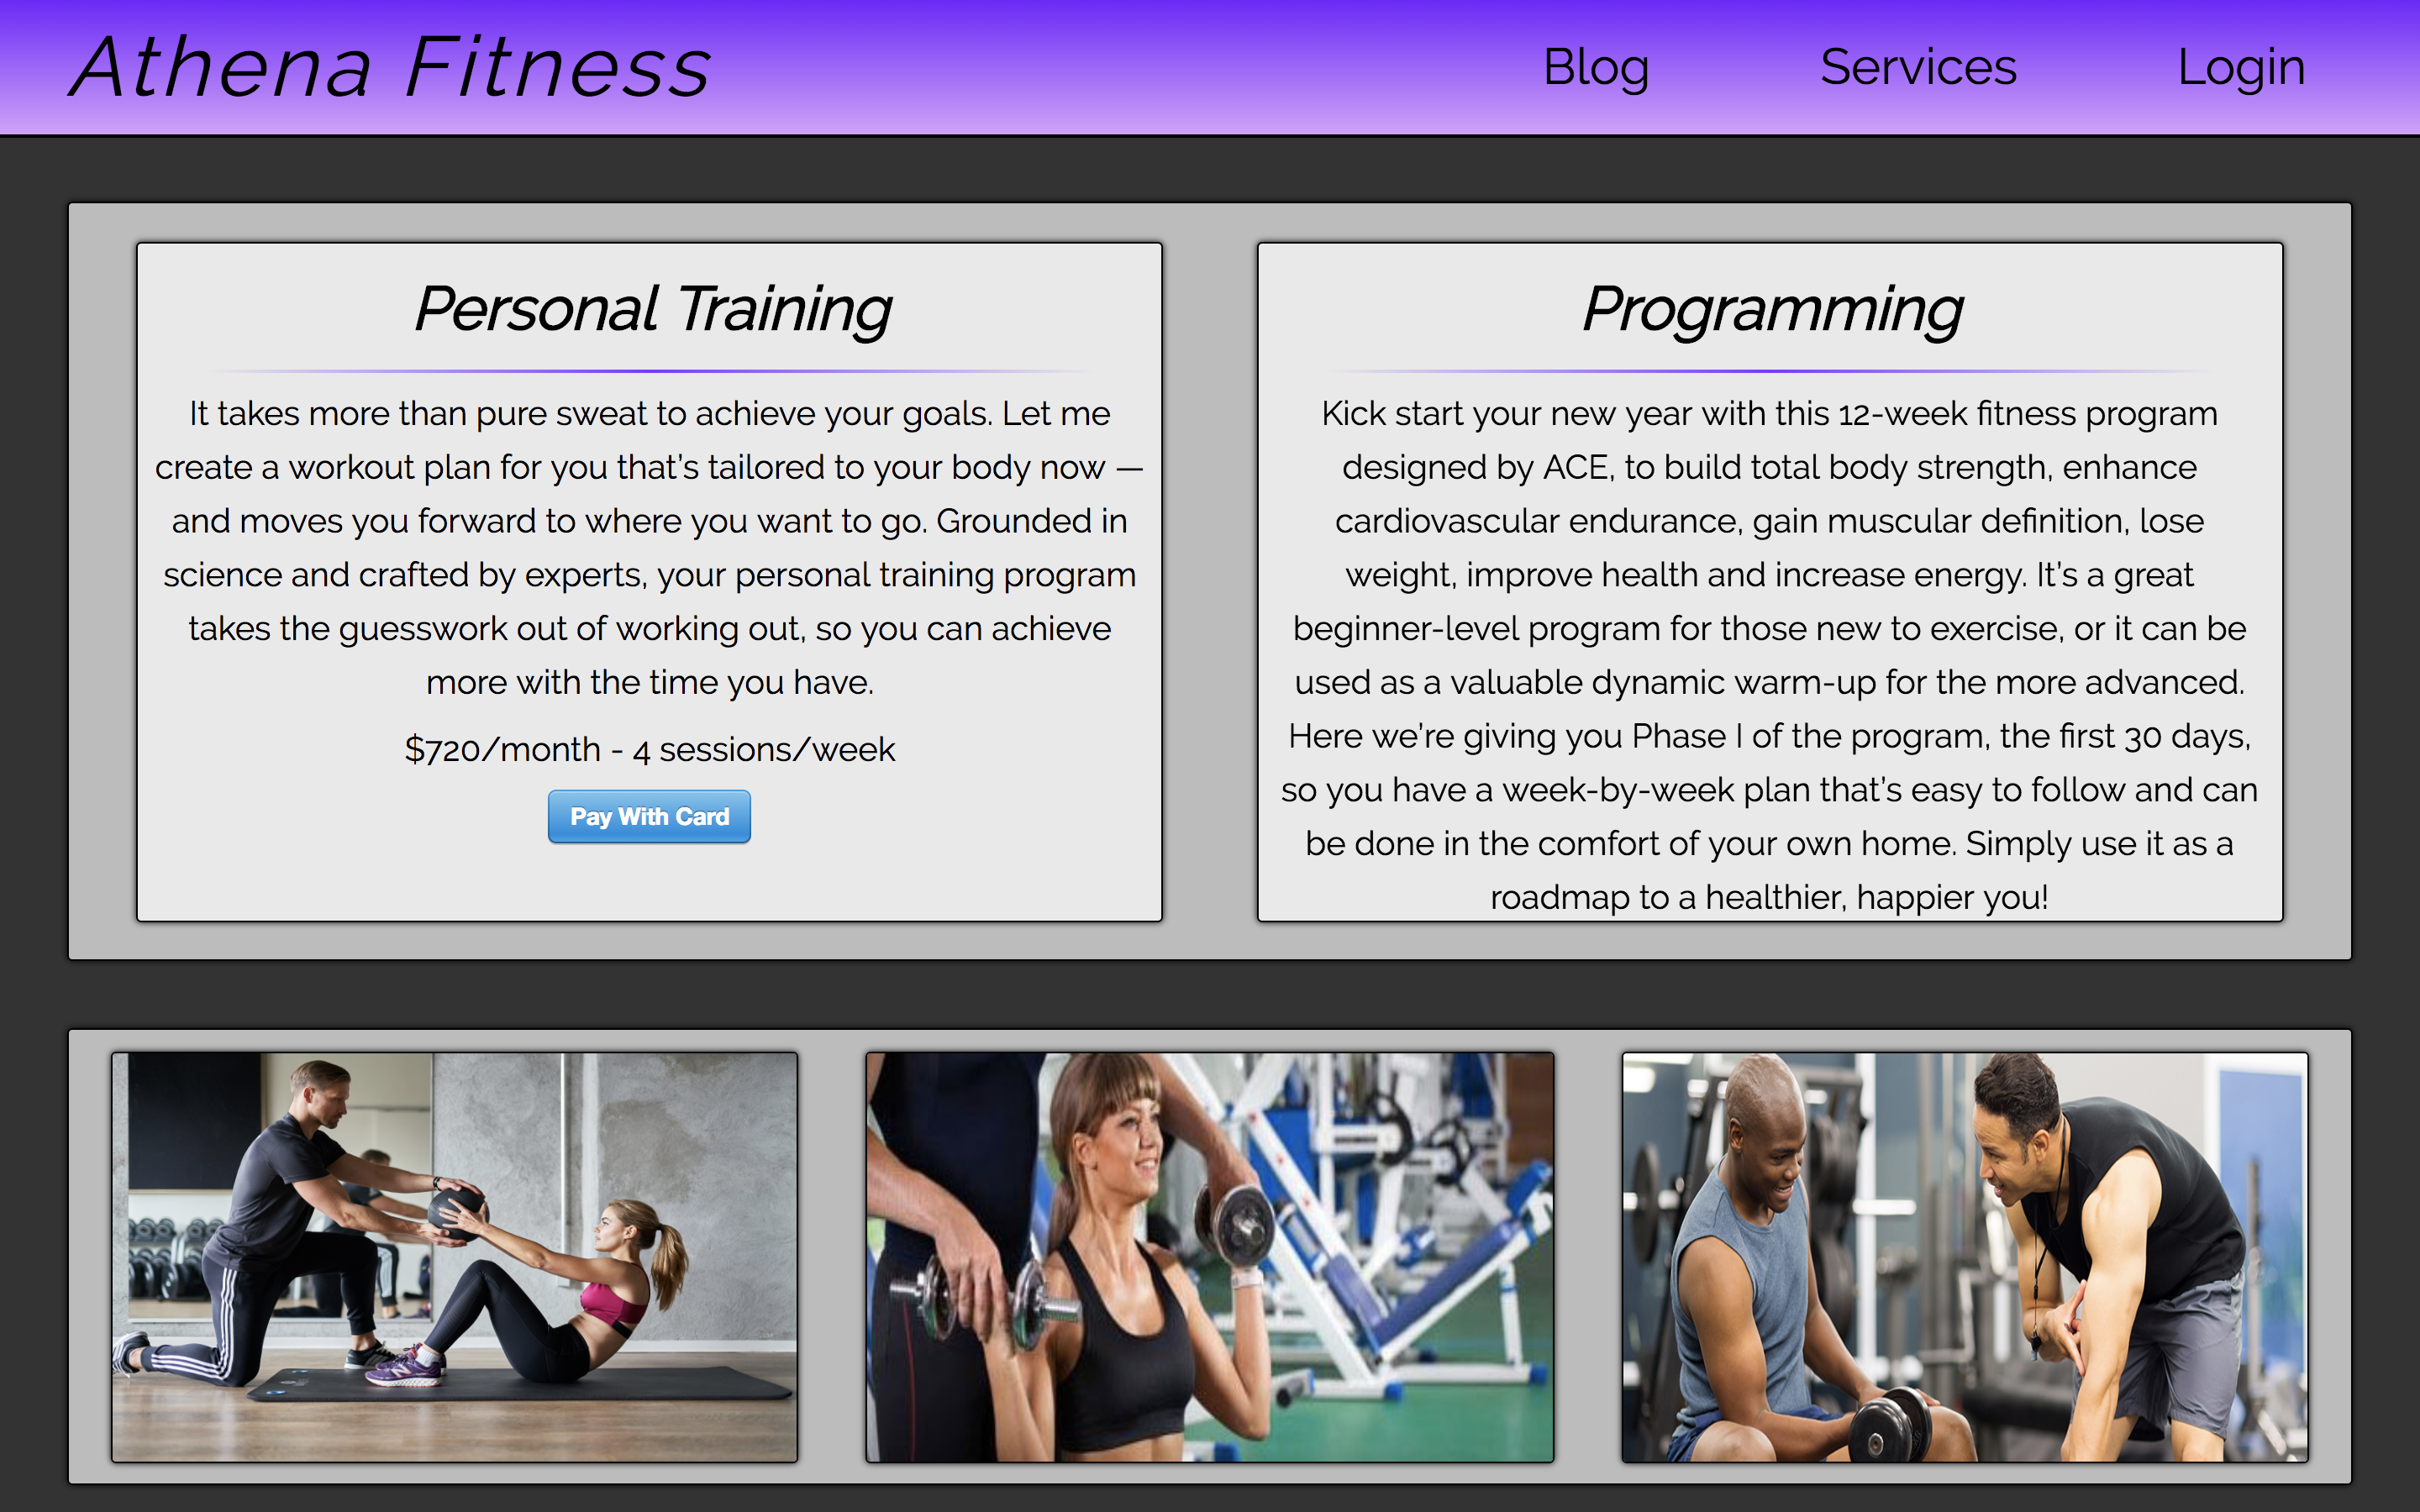 Athena Fitness
Blog
Services
Login
Personal Training
It takes more than pure sweat to achieve your goals. Let me
create a workout plan for you that’s tailored to your body now —
and moves you forward to where you want to go. Grounded in
science and crafted by experts, your personal training program
takes the guesswork out of working out, so you can achieve
more with the time you have.
$720/month - 4 sessions/week
Pay With Card
Programming
Kick start your new year with this 12-week fitness program
designed by ACE, to build total body strength, enhance
cardiovascular endurance, gain muscular definition, lose
weight, improve health and increase energy. It’s a great
beginner-level program for those new to exercise, or it can be
used as a valuable dynamic warm-up for the more advanced.
Here we’re giving you Phase I of the program, the first 30 days,
so you have a week-by-week plan that’s easy to follow and can
be done in the comfort of your own home. Simply use it as a
roadmap to a healthier, happier you!